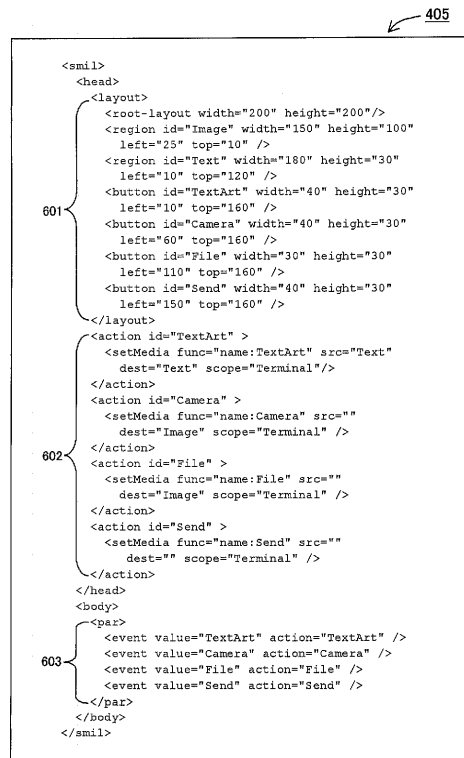 405
<smil>
<head>
<layout>
<root-layout width="200" height="200"/>
<region id="Image" width="150" height="100"
left="25" top="10" />
<region id="Text" width="180" height="30"
left="10" top="120" />
<button id="TextArt" width="40" height="30"
left="10" top="160" />
601
<button id="Camera" width="40" height="30"
left="60" top="160" />
<button id="File" width="30" height="30"
left="110" top="160" />
<button id="Send" width="40" height="30"
left="150" top="160" />
</layout>
<action id="TextArt" >
<setMedia func="name:TextArt" src="Text"
dest="Text" scope="Terminal"/>
</action>
<action id="Camera" >
<setMedia func="name:Camera" src=""
dest="Image" scope="Terminal" />
602
</action>
<action id="File" >
<setMedia func="name:File" src=""
dest="Image" scope="Terminal" />
</action>
<action id="Send" >
<setMedia func="name:Send" src=""
dest="" scope="Terminal" />
</action>
</head>
<body>
<par>
<event value="TextArt" action="TextArt" />
<event value="Camera" action="Camera" />
603
<event value="File" action="File" />
<event value="Send" action="Send" />
</par>
</body>
</smil>